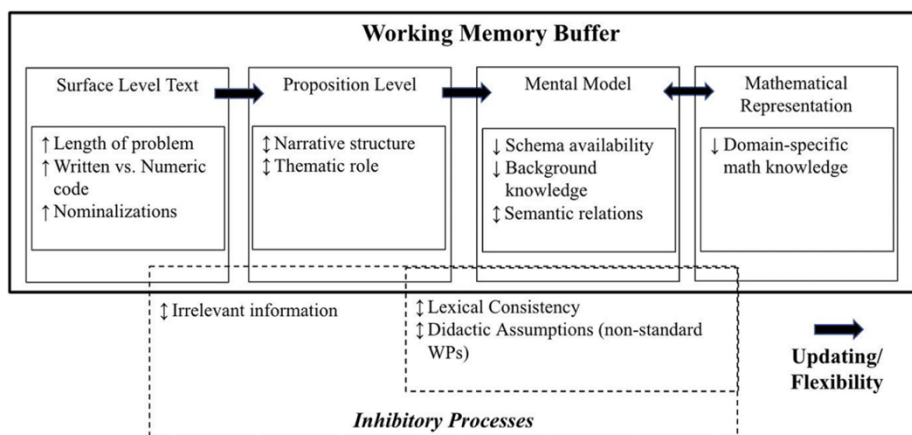 Working Memory Buffer
Surface Level Text
↑ Length of problem
↑ Written vs. Numeric
code
↑ Nominalizations
Proposition Level
↕ Narrative structure
↕ Thematic role
Mental Model
↓ Schema availability
↓ Background
knowledge
↕ Semantic relations
Mathematical
Representation
↓ Domain-specific
math knowledge
↕ Irrelevant information
↕ Lexical Consistency
↕ Didactic Assumptions (non-standard
WPs)
Inhibitory Processes
Updating/
Flexibility